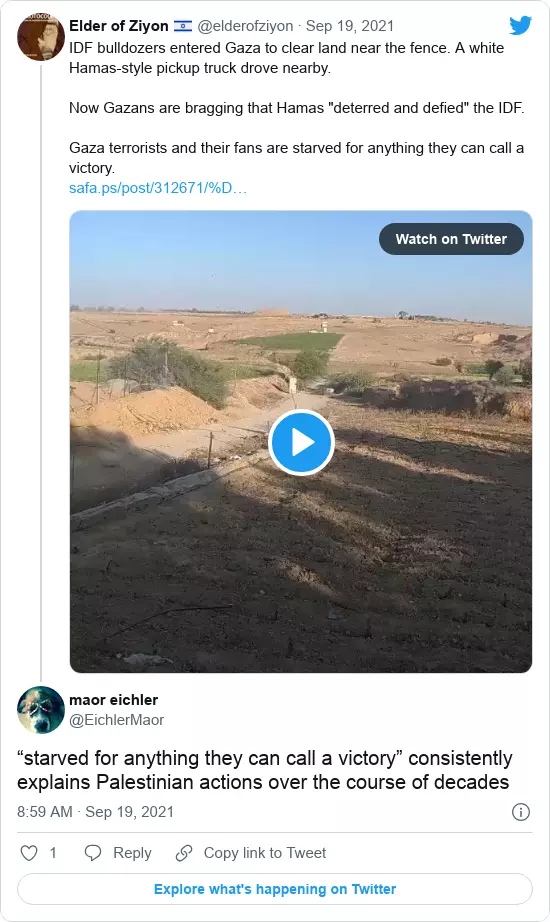 Elder of Ziyon 🇮🇱 @elderofziyon · Sep 19, 2021
IDF bulldozers entered Gaza to clear land near the fence. A white
Hamas-style pickup truck drove nearby.
Now Gazans are bragging that Hamas "deterred and defied" the IDF.
Gaza terrorists and their fans are starved for anything they can call a
victory.
safa.ps/post/312671/%D…
Watch on Twitter
maor eichler
@EichlerMaor
“starved for anything they can call a victory” consistently
explains Palestinian actions over the course of decades
8:59 AM · Sep 19, 2021
1 Reply Copy link to Tweet
Explore what's happening on Twitter